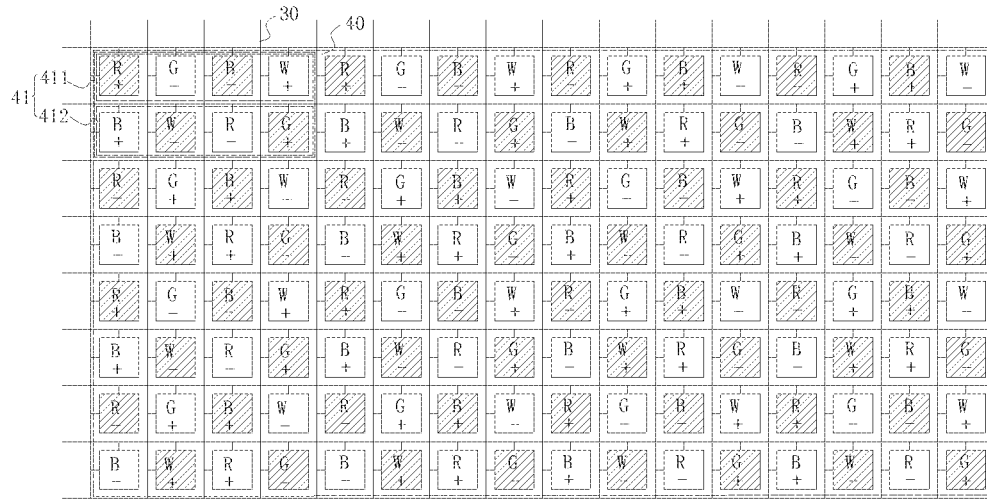 30 40
R G B W R G B W R G B W R G B W
+ - - + + - - + - + + - - + + -
411
41
412
B W R G B W R G B W R G B W R G
+ - - + + - - + - + + - - + + -
R G B W R G B W R G B W R G B W
- + + - - + + - + - - + + - - +
B W R G B W R G B W R G B W R G
- + + - - + + - + - - + + - - +
R G B W R G B W R G B W R G B W
+ - - + + - - + - + + - - + + -
B W R G B W R G B W R G B W R G
+ - - + + - - + - + + - - + + -
R G B W R G B W R G B W R G B W
- + + - - + + - + - - + + - - +
B W R G B W R G B W R G B W R G
- + + - - + + - + - - + + - - +